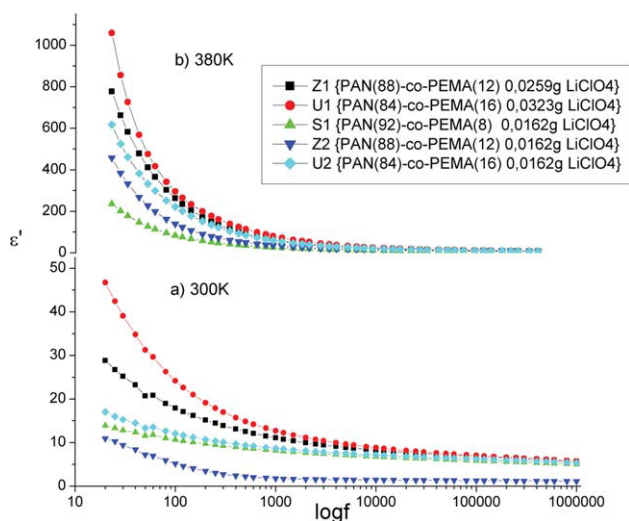 1000
800
600
400
200
0
b) 380K
Z1 {PAN(88)-co-PEMA(12) 0,0259g LiClO4}
U1 {PAN(84)-co-PEMA(16) 0,0323g LiClO4}
S1 {PAN(92)-co-PEMA(8) 0,0162g LiClO4}
Z2 {PAN(88)-co-PEMA(12) 0,0162g LiClO4}
U2 {PAN(84)-co-PEMA(16) 0,0162g LiClO4}
50
40
30
20
10
0
a) 300K
10 100 1000 10000 100000 1000000
logf